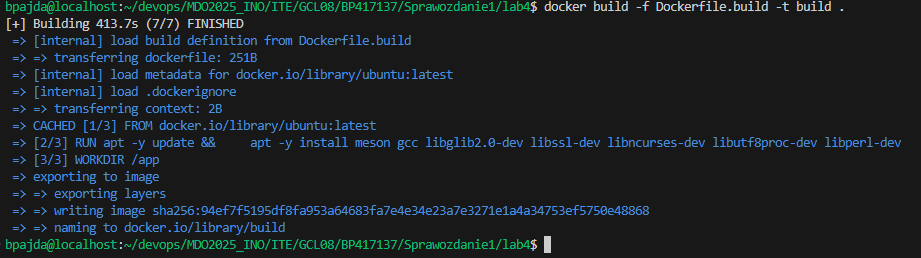 bpajda@localhost:~/devops/MDO2025_INO/ITE/GCL08/BP417137/Sprawozdanie1/lab4$ docker build -f Dockerfile.build -t build .
[+] Building 413.7s (7/7) FINISHED
=> [internal] load build definition from Dockerfile.build
=> => transferring dockerfile: 251B
=> [internal] load metadata for docker.io/library/ubuntu:latest
=> [internal] load .dockerignore
=> => transferring context: 2B
=> CACHED [1/3] FROM docker.io/library/ubuntu:latest
=> [2/3] RUN apt -y update &&     apt -y install meson gcc libglib2.0-dev libssl-dev libncurses-dev libutf8proc-dev libperl-dev
=> [3/3] WORKDIR /app
=> exporting to image
=> => exporting layers
=> => writing image sha256:94ef7f5195df8fa953a64683fa7e4e34e23a7e3271e1a4a34753ef5750e48868
=> => naming to docker.io/library/build
bpajda@localhost:~/devops/MDO2025_INO/ITE/GCL08/BP417137/Sprawozdanie1/lab4$